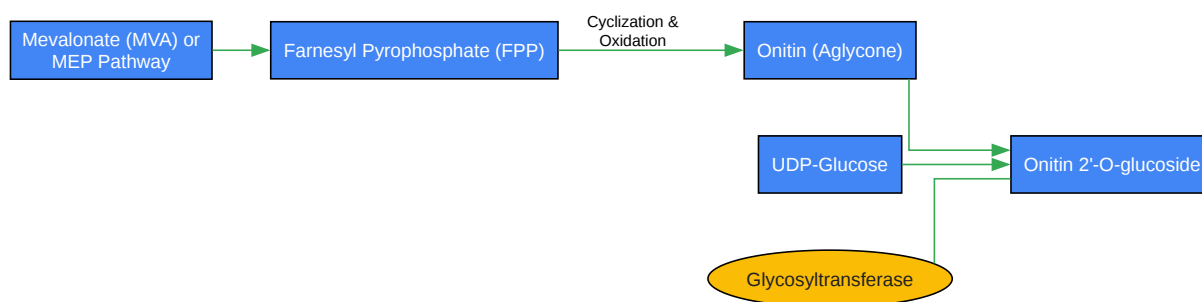 Mevalonate (MVA) or
MEP Pathway
Farnesyl Pyrophosphate (FPP)
Cyclization &
Oxidation
Onitin (Aglycone)
UDP-Glucose
Onitin 2'-O-glucoside
Glycosyltransferase